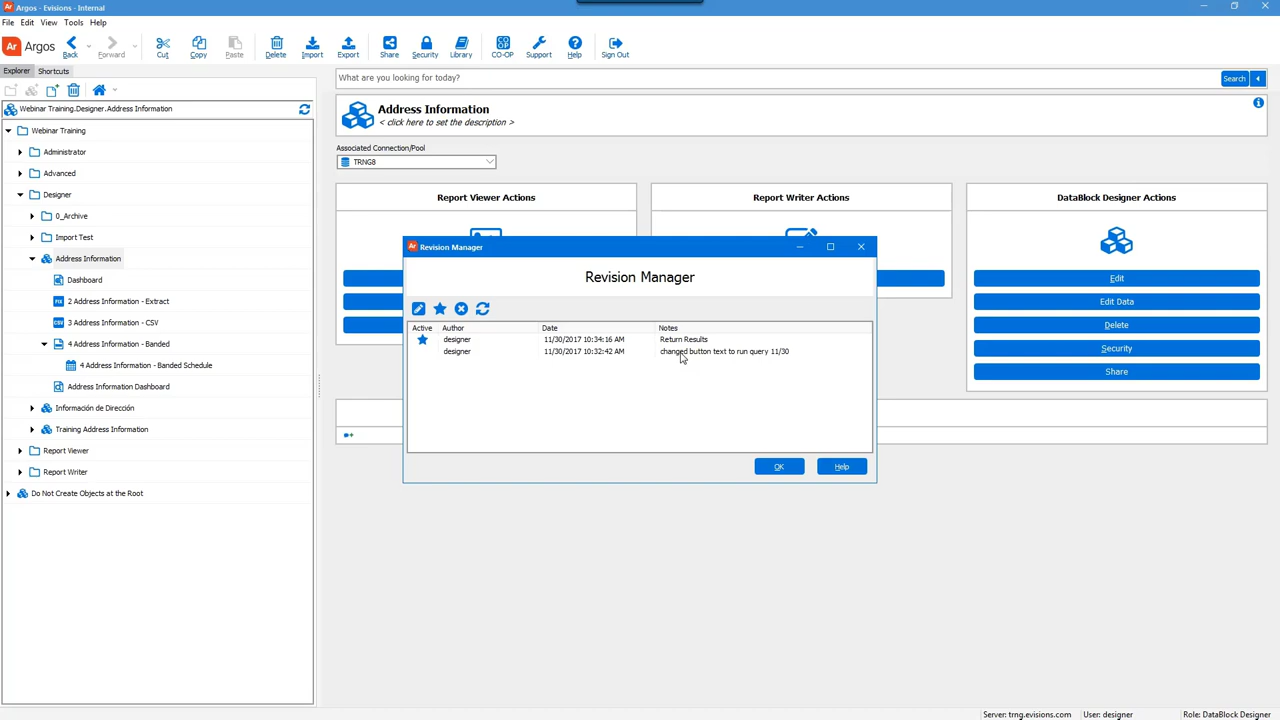 Argos - Evisions - Internal
File Edit View Tools Help
Argos Back Forward Cut Copy Paste Delete Import Export Share Security Library CO-OP Support Help Sign Out
Explorer Shortcuts
What are you looking for today?
Search
Webinar Training.Designer.Address Information
Webinar Training
Administrator
Advanced
Designer
0_Archive
Import Test
Address Information
Dashboard
2 Address Information - Extract
3 Address Information - CSV
4 Address Information - Banded
4 Address Information - Banded Schedule
Address Information Dashboard
Información de Dirección
Training Address Information
Report Viewer
Report Writer
Do Not Create Objects at the Root
Address Information
< click here to set the description >
Associated Connection/Pool
TRNG8
Report Viewer Actions
Report Writer Actions
DataBlock Designer Actions
Edit
Edit Data
Delete
Security
Share
Revision Manager
Revision Manager
Active Author Date Notes
designer 11/30/2017 10:34:16 AM Return Results
designer 11/30/2017 10:32:42 AM changed button text to run query 11/30
OK
Help
Server: trng.evisions.com User: designer Role: DataBlock Designer